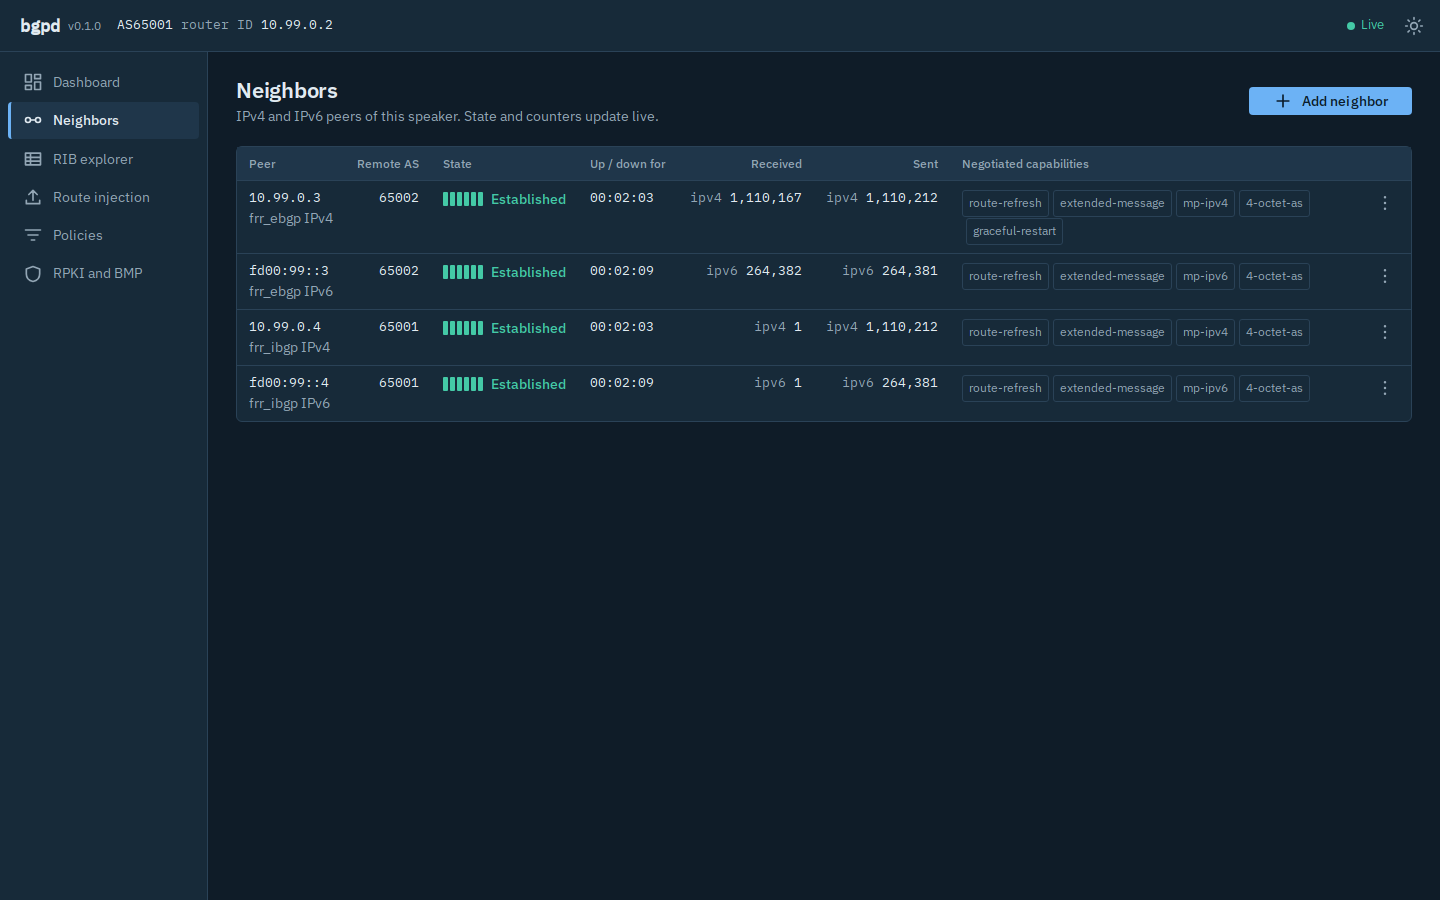 bgpd v0.1.0 AS65001 router ID 10.99.0.2 Live
Dashboard
Neighbors
RIB explorer
Route injection
Policies
RPKI and BMP
Neighbors
IPv4 and IPv6 peers of this speaker. State and counters update live.
Add neighbor
Peer Remote AS State Up / down for Received Sent Negotiated capabilities
10.99.0.3 65002 Established 00:02:03 ipv4 1,110,167 ipv4 1,110,212 route-refresh extended-message mp-ipv4 4-octet-as
frr_ebgp IPv4 graceful-restart
fd00:99::3 65002 Established 00:02:09 ipv6 264,382 ipv6 264,381 route-refresh extended-message mp-ipv6 4-octet-as
frr_ebgp IPv6
10.99.0.4 65001 Established 00:02:03 ipv4 1 ipv4 1,110,212 route-refresh extended-message mp-ipv4 4-octet-as
frr_ibgp IPv4
fd00:99::4 65001 Established 00:02:09 ipv6 1 ipv6 264,381 route-refresh extended-message mp-ipv6 4-octet-as
frr_ibgp IPv6